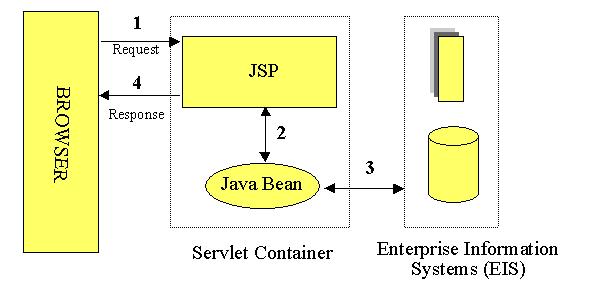 BROWSER
1
Request
4
Response
JSP
2
Java Bean
3
Servlet Container
Enterprise Information
Systems (EIS)